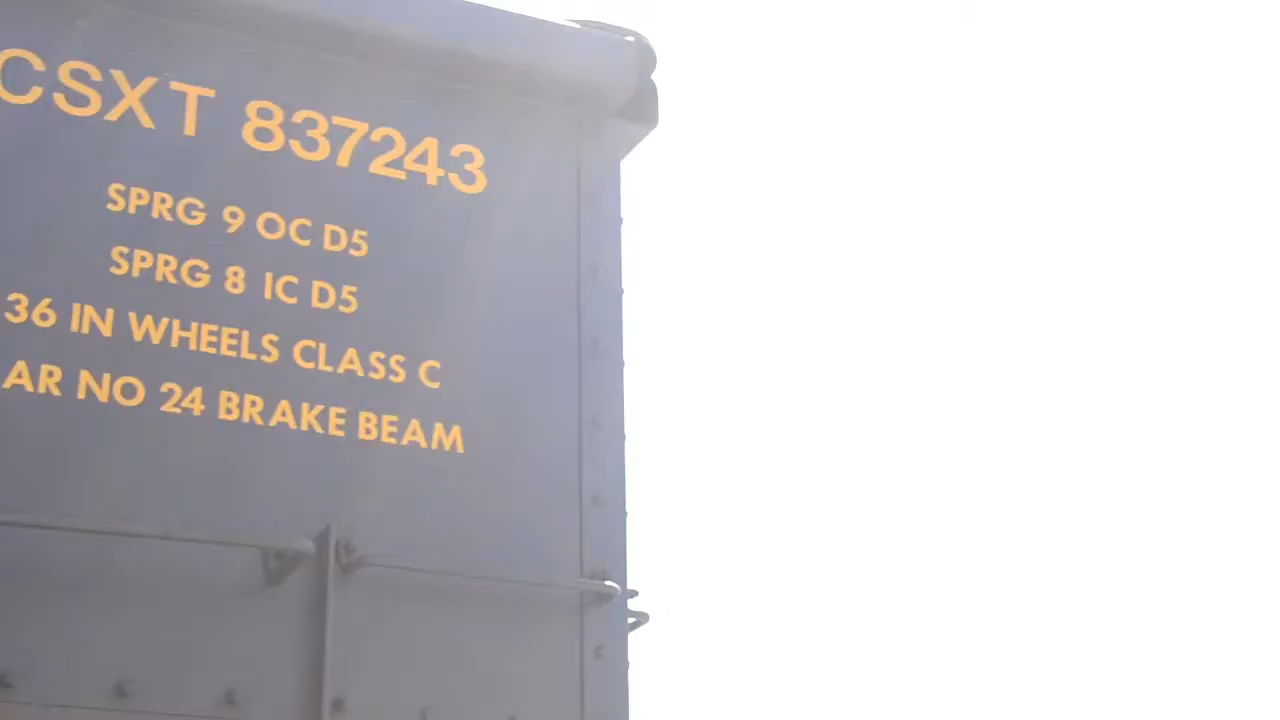 CSXT 837243
SPRG 9 OC D5
SPRG 8 IC D5
36 IN WHEELS CLASS C
AR NO 24 BRAKE BEAM